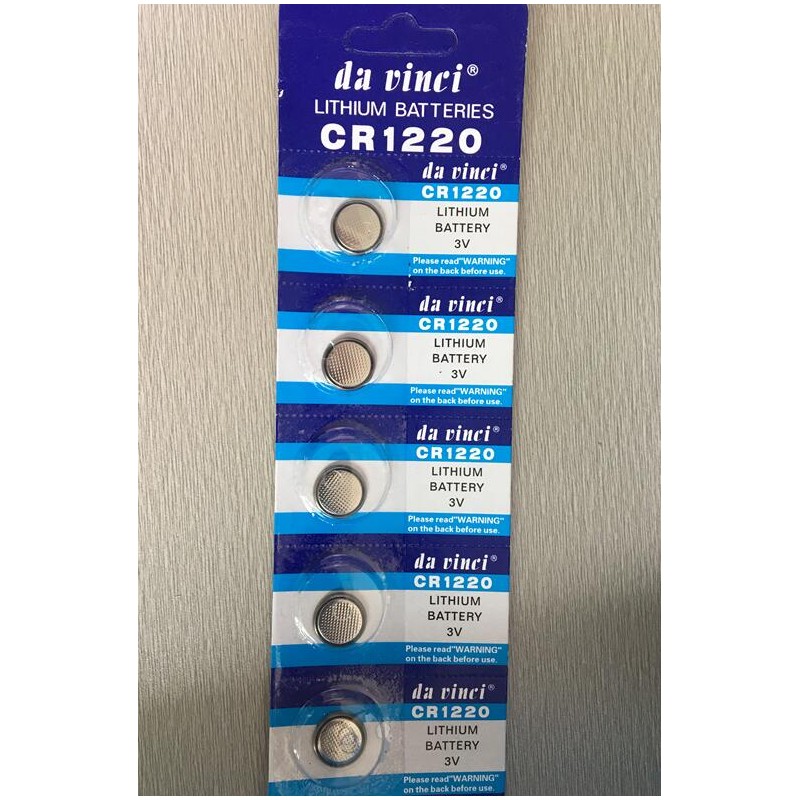 da vinci®
LITHIUM BATTERIES
CR1220
da vinci®
CR1220
LITHIUM
BATTERY
3V
Please read"WARNING"
on the back before use.
da vinci®
CR1220
LITHIUM
BATTERY
3V
Please read"WARNING"
on the back before use.
da vinci®
CR1220
LITHIUM
BATTERY
3V
Please read"WARNING"
on the back before use.
da vinci®
CR1220
LITHIUM
BATTERY
3V
Please read"WARNING"
on the back before use.
da vinci®
CR1220
LITHIUM
BATTERY
3V
Please read"WARNING"
on the back before use.